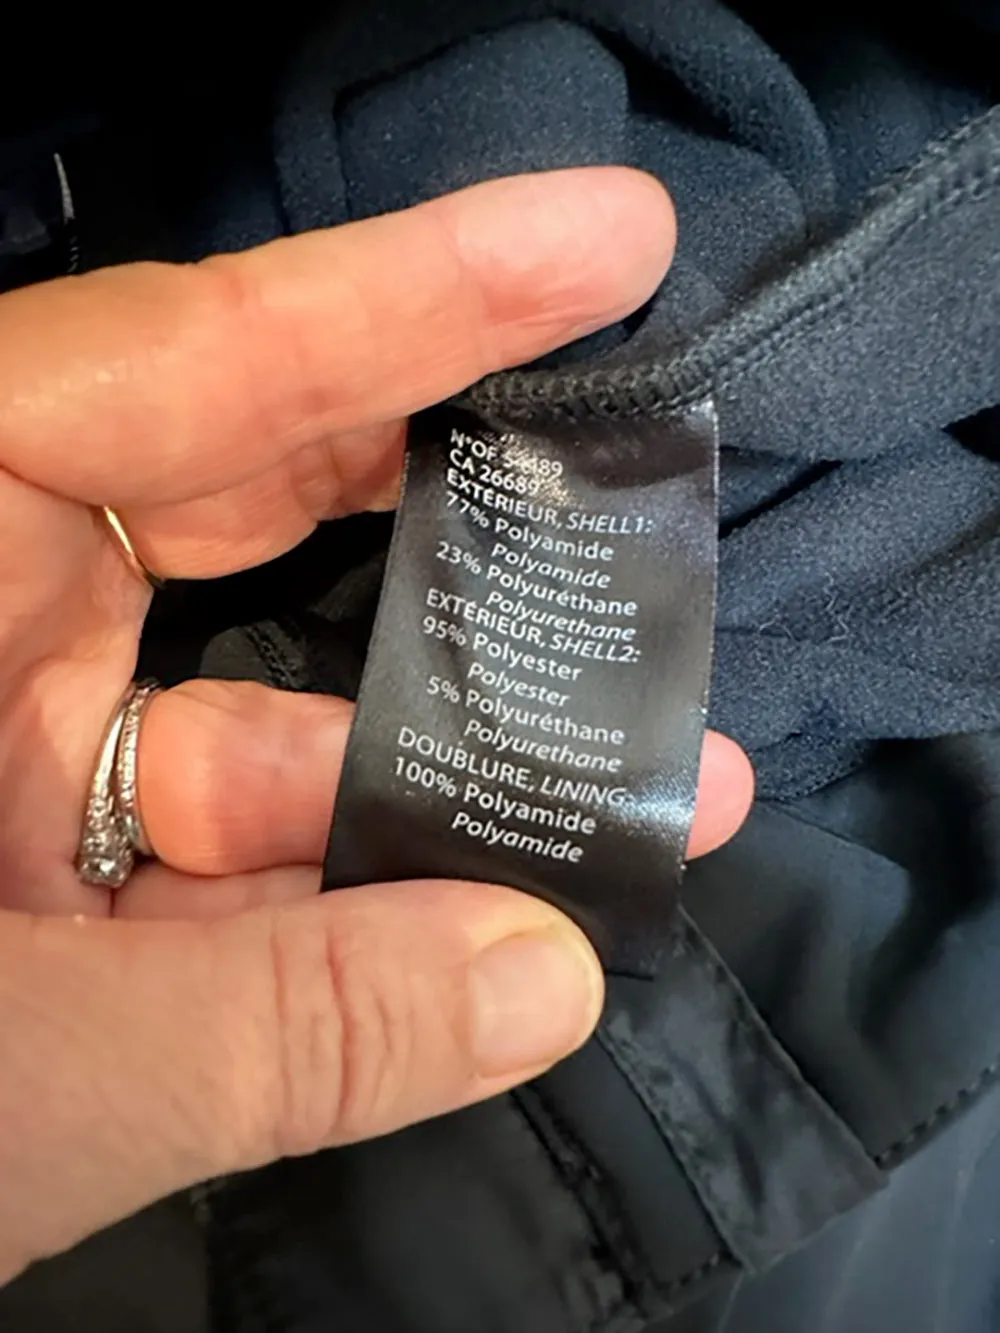 N°OF
CA 26689
EXTÉRIEUR, SHELL1:
77% Polyamide
Polyamide
23% Polyuréthane
Polyurethane
EXTÉRIEUR, SHELL2:
95% Polyester
Polyester
5% Polyuréthane
Polyurethane
DOUBLURE, LINING:
100% Polyamide
Polyamide